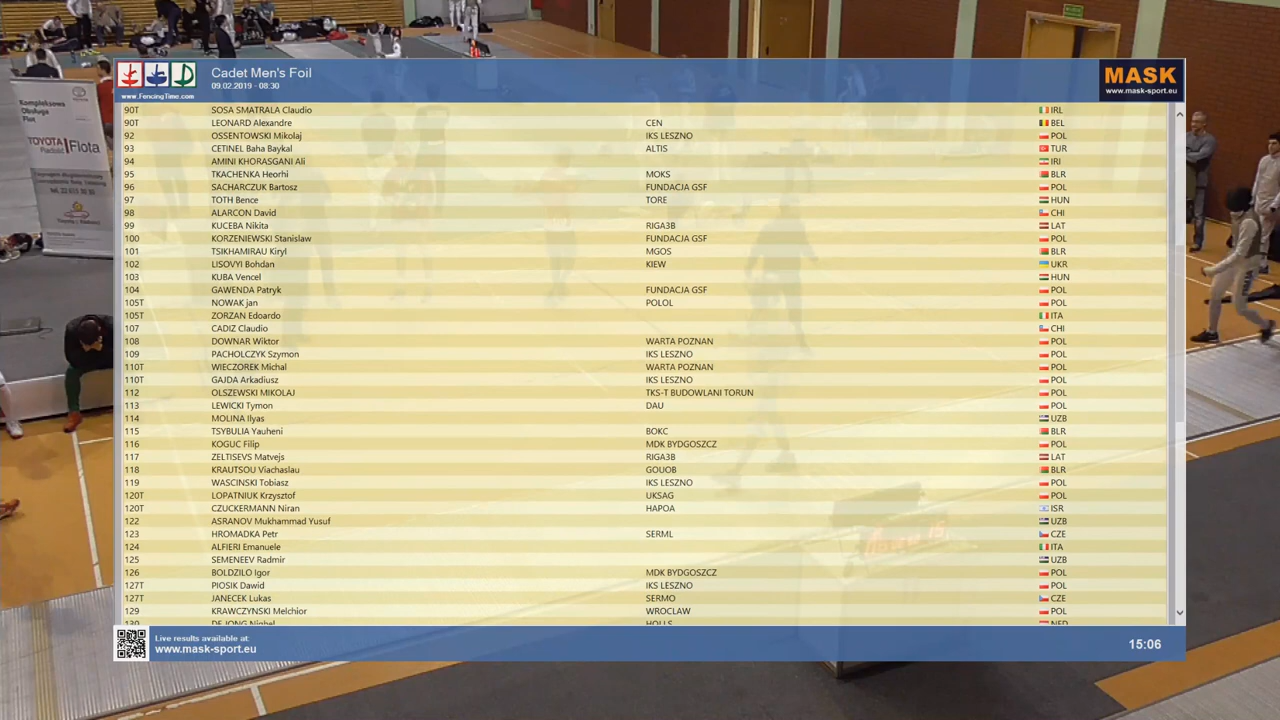 Cadet Men's Foil
09.02.2019 - 08:30
www.FencingTime.com
MASK
www.mask-sport.eu
90T SOSA SMATRALA Claudio IRL
90T LEONARD Alexandre CEN BEL
92 OSSENTOWSKI Mikolaj IKS LESZNO POL
93 CETINEL Baha Baykal ALTIS TUR
94 AMINI KHORASGANI Ali IRI
95 TKACHENKA Heorhi MOKS BLR
96 SACHARCZUK Bartosz FUNDACJA GSF POL
97 TOTH Bence TORE HUN
98 ALARCON David CHI
99 KUCEBA Nikita RIGA3B LAT
100 KORZENIEWSKI Stanislaw FUNDACJA GSF POL
101 TSIKHAMIRAU Kiryl MGOS BLR
102 LISOVYI Bohdan KIEW UKR
103 KUBA Vencel HUN
104 GAWENDA Patryk FUNDACJA GSF POL
105T NOWAK jan POLOL POL
105T ZORZAN Edoardo ITA
107 CADIZ Claudio CHI
108 DOWNAR Wiktor WARTA POZNAN POL
109 PACHOLCZYK Szymon IKS LESZNO POL
110T WIECZOREK Michal WARTA POZNAN POL
110T GAJDA Arkadiusz IKS LESZNO POL
112 OLSZEWSKI MIKOLAJ TKS-T BUDOWLANI TORUN POL
113 LEWICKI Tymon DAU POL
114 MOLINA Ilyas UZB
115 TSYBULIA Yauheni BOKC BLR
116 KOGUC Filip MDK BYDGOSZCZ POL
117 ZELTISEVS Matvejs RIGA3B LAT
118 KRAUTSOU Viachaslau GOUOB BLR
119 WASCINSKI Tobiasz IKS LESZNO POL
120T LOPATNIUK Krzysztof UKSAG POL
120T CZUCKERMANN Niran HAPOA ISR
122 ASRANOV Mukhammad Yusuf UZB
123 HROMADKA Petr SERML CZE
124 ALFIERI Emanuele ITA
125 SEMENEEV Radmir UZB
126 BOLDZILO Igor MDK BYDGOSZCZ POL
127T PIOSIK Dawid IKS LESZNO POL
127T JANECEK Lukas SERMO CZE
129 KRAWCZYNSKI Melchior WROCLAW POL
130 DE JONG Nighel HOLLS NED
Live results available at:
www.mask-sport.eu
15:06
Kompleksowa
Obsługa
Flot
TOYOTA
Flota